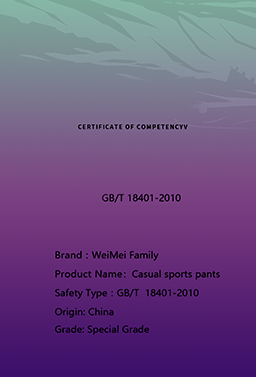 CERTIFICATE OF COMPETENCYV
GB/T 18401-2010
Brand：WeiMei Family
Product Name：Casual sports pants
Safety Type：GB/T 18401-2010
Origin: China
Grade: Special Grade